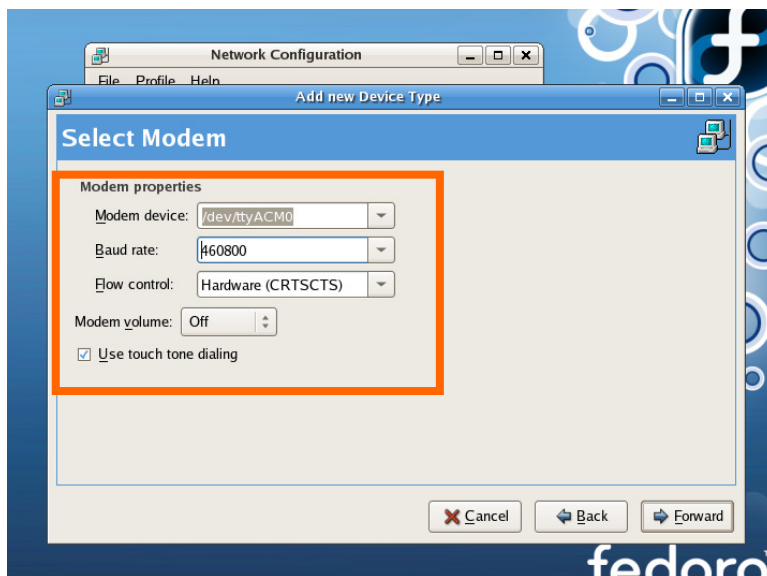 Network Configuration
File Profile Help
Add new Device Type
Select Modem
Modem properties
Modem device: /dev/ttyACM0
Baud rate: 460800
Flow control: Hardware (CRTSCTS)
Modem volume: Off
Use touch tone dialing
Cancel Back Forward
fedora